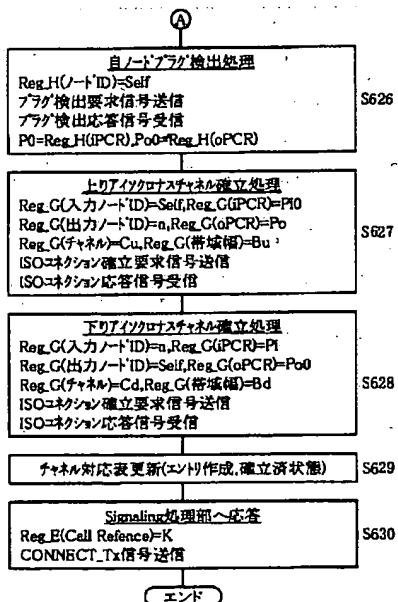 A
自ノードプラグ検出処理
Reg_H(ノードID)=Self
プラグ検出要求信号送信
プラグ検出応答信号受信
P0=Reg_H(iPCR),Po0=Reg_H(oPCR)
S626
上りアイソクロナスチャネル確立処理
Reg_G(入力ノードID)=Self,Reg_G(iPCR)=Pi0
Reg_G(出力ノードID)=n,Reg_G(oPCR)=Po
Reg_G(チャネル)=Cu,Reg_G(帯域幅)=Bu
ISOコネクション確立要求信号送信
ISOコネクション応答信号受信
S627
下りアイソクロナスチャネル確立処理
Reg_G(入力ノードID)=n,Reg_G(iPCR)=Pi
Reg_G(出力ノードID)=Self,Reg_G(oPCR)=Po0
Reg_G(チャネル)=Cd,Reg_G(帯域幅)=Bd
ISOコネクション確立要求信号送信
ISOコネクション応答信号受信
S628
チャネル対応表更新(エントリ作成,確立済状態)
S629
Signaling処理部へ応答
Reg_E(Call Refence)=K
CONNECT_Tx信号送信
S630
エンド